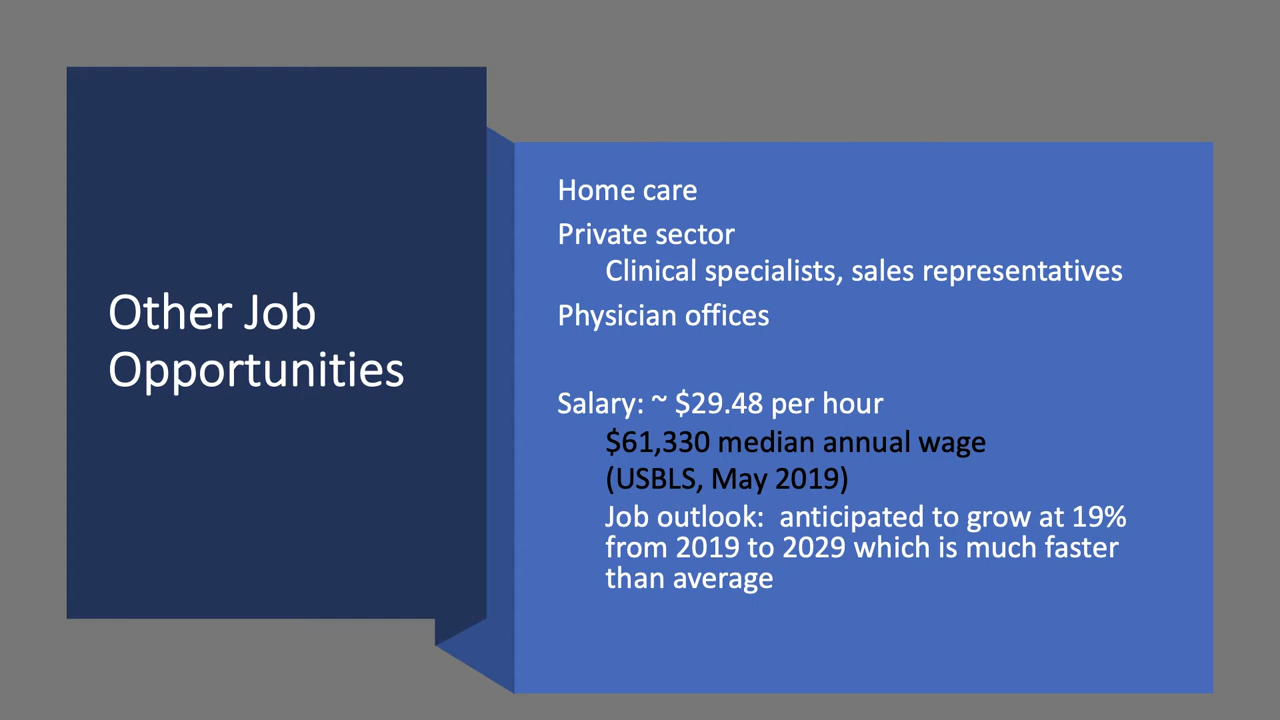 Other Job
Opportunities
Home care
Private sector
Clinical specialists, sales representatives
Physician offices
Salary: ~ $29.48 per hour
$61,330 median annual wage
(USBLS, May 2019)
Job outlook:  anticipated to grow at 19%
from 2019 to 2029 which is much faster
than average